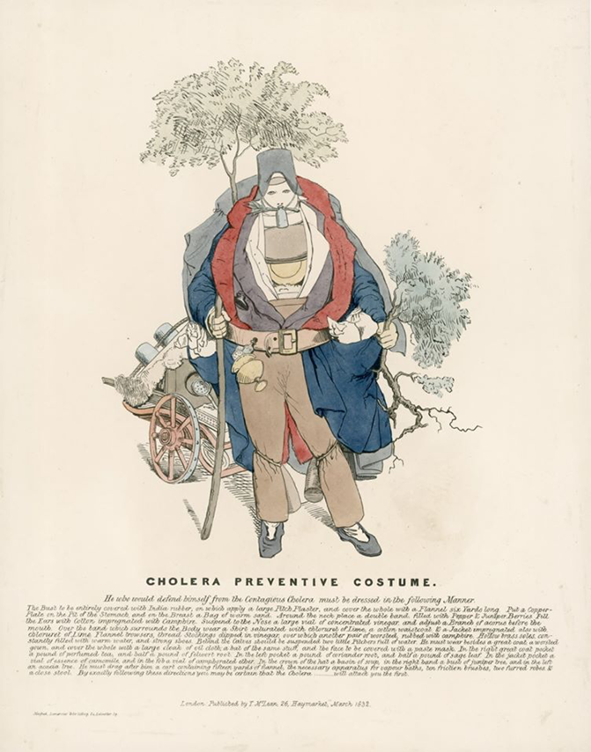 CHOLERA PREVENTIVE COSTUME.
He who would defend himself from the Contagious Cholera must be dressed in the following Manner
The Bust to be entirely covered with India rubber, on which apply a large Pitch Plaster, and cover the whole with a Flannel six Yards long. Put a Copper-
Plate on the Pit of the Stomach and on the Breast a Bag of warm sand. Around the neck place a double band, filled with Pepper & Juniper Berries. Fill
the Ears with Cotton impregnated with Camphire. Suspend to the Nose a large vial of concentrated vinegar, and adjust a Branch of acorus before the
mouth. Over the band which surrounds the Body wear a Shirt saturated with chloruret of Lime, a cotton waistcoat & a Jacket impregnated also with
Chloruret of Lime. Flannel trowsers, thread Stockings dipped in vinegar, over which another pair of worsted, rubbed with camphire. Hollow brass soles, con-
stantly filled with warm water, and strong shoes. Behind the Calves should be suspended two little Pitchers full of water. He must wear besides a great coat, a worsted
gown, and over the whole with a large cloak of oil cloth, a hat of the same stuff, and the face to be covered with a paste mask. In the right great coat pocket
a pound of perfumed tea, and half a pound of fluvert root. In the left pocket a pound of coriander root, and half a pound of sage leaf. In the jacket pocket a
vial of essence of camomile, and in the fob a vial of camphorated ether. In the crown of the hat a basin of soup, in the right hand a bush of juniper tree, and in the left
an acacia tree. He must drag after him a cart, yards of flannel, the necessary apparatus for vapour baths, ten friction brushes, two furred robes &
a close stool. By exactly following these directions you may be certain that the Cholera will attack you the first.
London. Published by T. McLean, 26, Haymarket, March 1832.